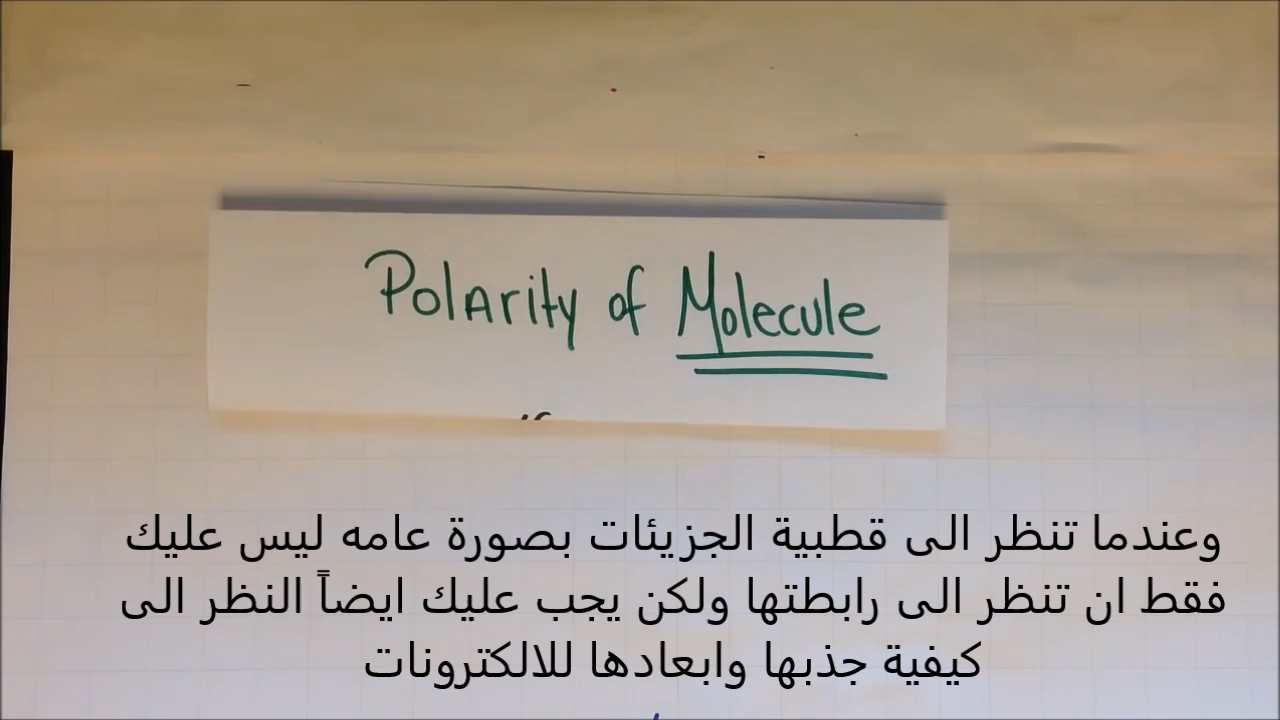 Polarity of Molecule
وعندما تنظر الى قطبية الجزيئات بصورة عامه ليس عليك
فقط ان تنظر الى رابطتها ولكن يجب عليك ايضاً النظر الى
كيفية جذبها وابعادها للالكترونات